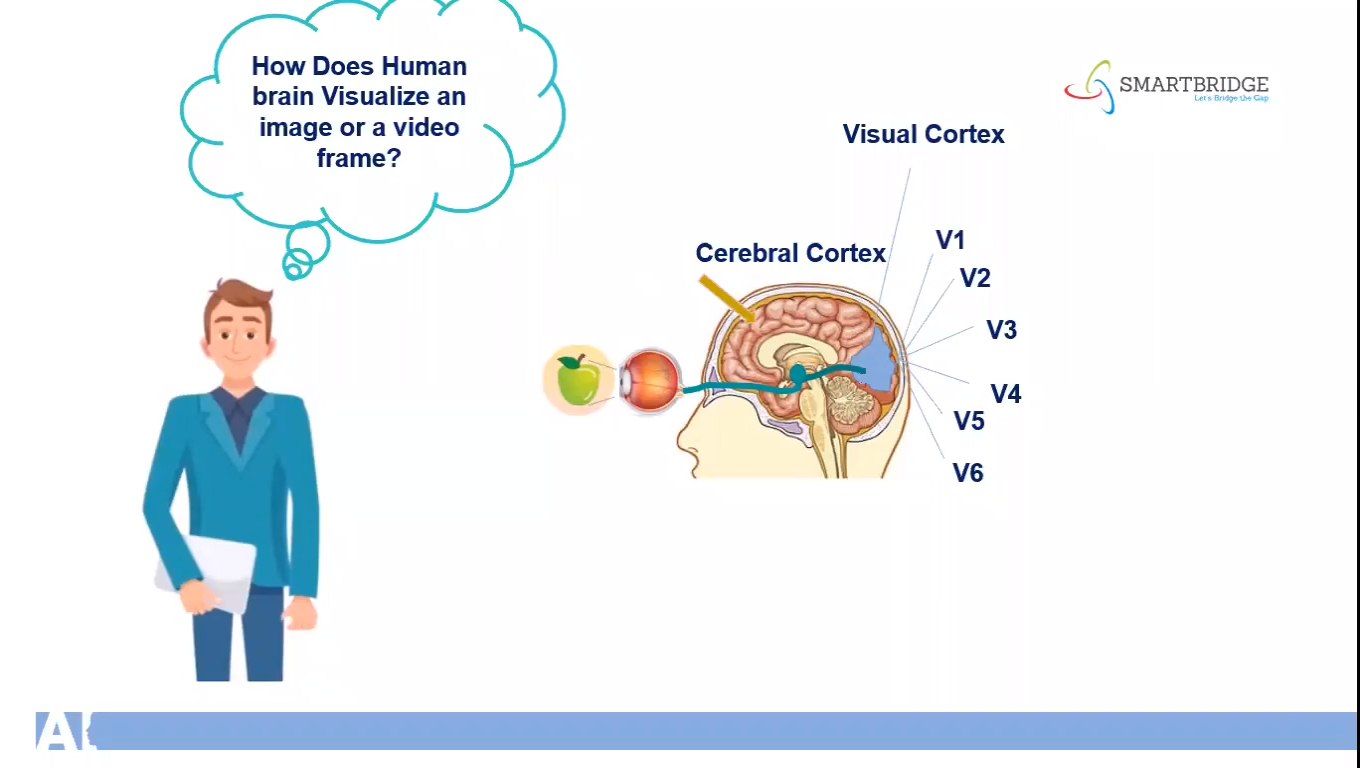 How Does Human
brain Visualize an
image or a video
frame?
SMARTBRIDGE
Let's Bridge the Gap
Visual Cortex
Cerebral Cortex
V1
V2
V3
V4
V5
V6